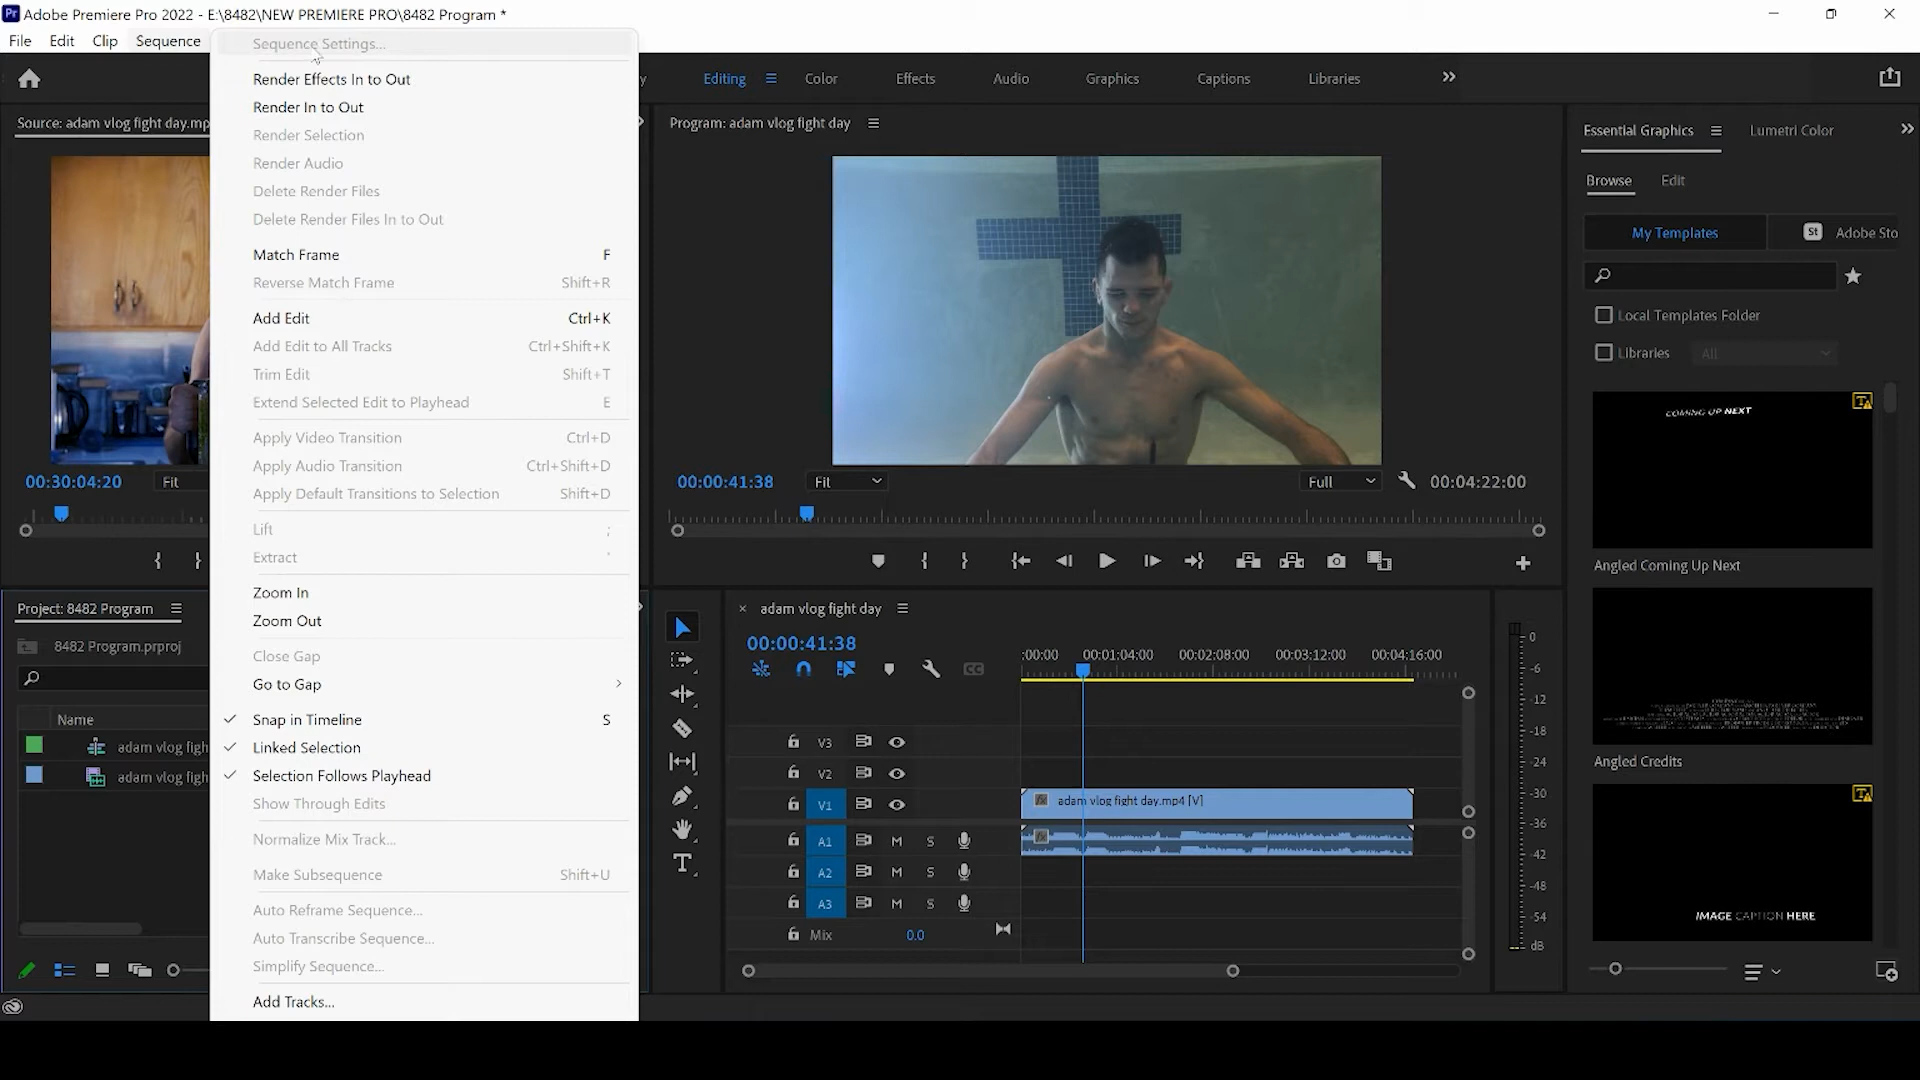 Adobe Premiere Pro 2022 - E:\8482\NEW PREMIERE PRO\8482 Program *
File Edit Clip Sequence
Sequence Settings...
Render Effects In to Out
Render In to Out
Render Selection
Render Audio
Delete Render Files
Delete Render Files In to Out
Match Frame F
Reverse Match Frame Shift+R
Add Edit Ctrl+K
Add Edit to All Tracks Ctrl+Shift+K
Trim Edit Shift+T
Extend Selected Edit to Playhead E
Apply Video Transition Ctrl+D
Apply Audio Transition Ctrl+Shift+D
Apply Default Transitions to Selection Shift+D
Lift ;
Extract '
Zoom In
Zoom Out
Close Gap
Go to Gap
Snap in Timeline S
Linked Selection
Selection Follows Playhead
Show Through Edits
Normalize Mix Track...
Make Subsequence Shift+U
Auto Reframe Sequence...
Auto Transcribe Sequence...
Simplify Sequence...
Add Tracks...
Editing Color Effects Audio Graphics Captions Libraries
Source: adam vlog fight day.mp
00:30:04:20 Fit
Program: adam vlog fight day
00:00:41:38 Fit Full 00:04:22:00
Project: 8482 Program
8482 Program.prproj
Name
adam vlog figh
adam vlog figh
adam vlog fight day
00:00:41:38
:00:00 00:01:04:00 00:02:08:00 00:03:12:00 00:04:16:00
V3
V2
V1 adam vlog fight day.mp4 [V]
A1 M S
A2 M S
A3 M S
Mix 0.0
0
-6
-12
-18
-24
-30
-36
-42
-48
-54
dB
Essential Graphics Lumetri Color
Browse Edit
My Templates St Adobe Sto
Local Templates Folder
Libraries All
COMING UP NEXT
Angled Coming Up Next
Angled Credits
IMAGE CAPTION HERE